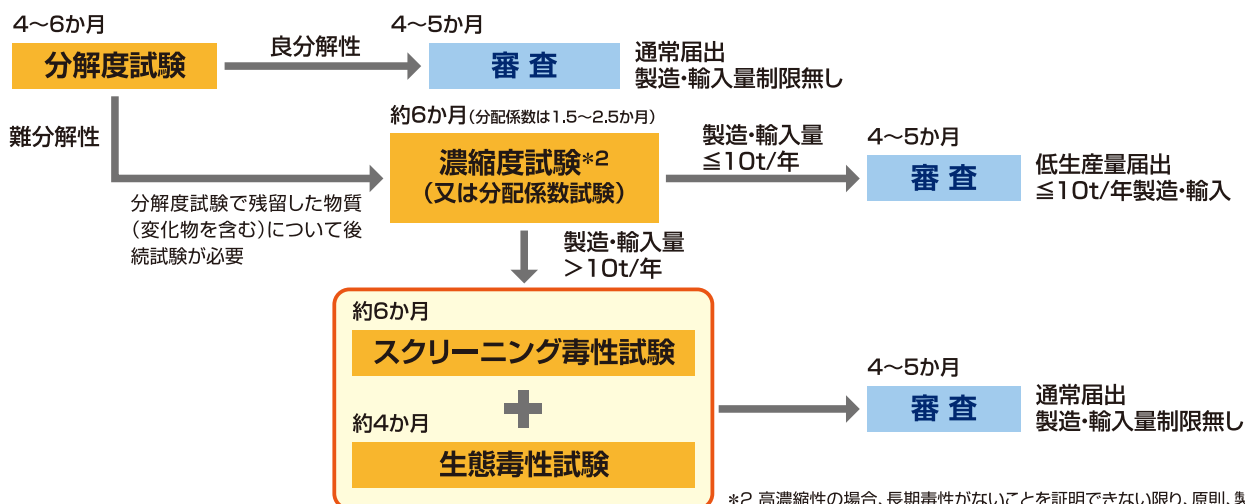 4～6か月
分解度試験
良分解性
4～5か月
審査
通常届出
製造・輸入量制限無し
難分解性
分解度試験で残留した物質
（変化物を含む）について後
続試験が必要
約6か月（分配係数は1.5～2.5か月）
濃縮度試験*2
（又は分配係数試験）
製造・輸入量
≦10t/年
4～5か月
審査
低生産量届出
≦10t/年製造・輸入
製造・輸入量
＞10t/年
約6か月
スクリーニング毒性試験
+
約4か月
生態毒性試験
4～5か月
審査
通常届出
製造・輸入量制限無し
*2 高濃縮性の場合、長期毒性がないことを証明できない限り、原則、製